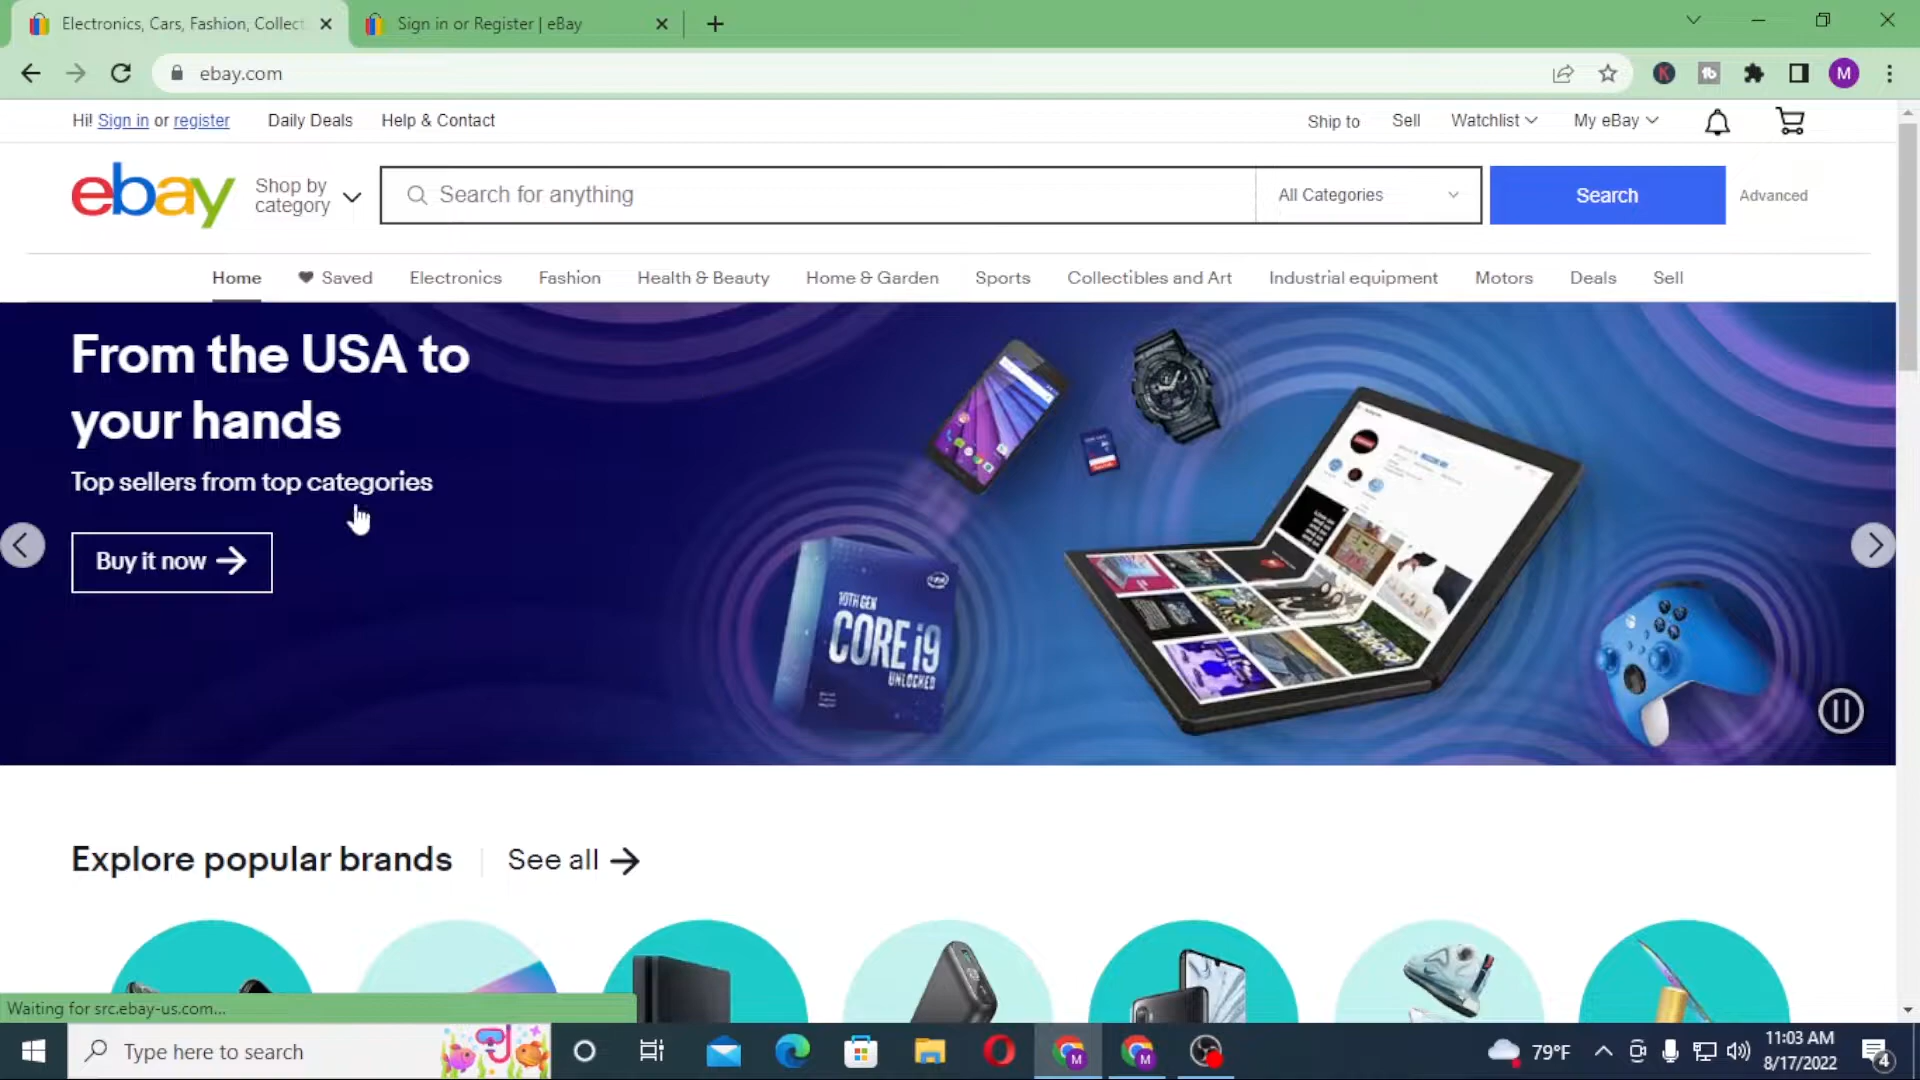 Electronics, Cars, Fashion, Collect
Sign in or Register | eBay
ebay.com
M
Hi! Sign in or register
Daily Deals
Help & Contact
Ship to
Sell
Watchlist
My eBay
ebay
Shop by
category
Search for anything
All Categories
Search
Advanced
Home
Saved
Electronics
Fashion
Health & Beauty
Home & Garden
Sports
Collectibles and Art
Industrial equipment
Motors
Deals
Sell
From the USA to
your hands
Top sellers from top categories
Buy it now
10TH GEN
CORE i9
UNLOCKED
Explore popular brands
See all
Waiting for src.ebay-us.com...
Type here to search
M
M
79°F
11:03 AM
8/17/2022
4